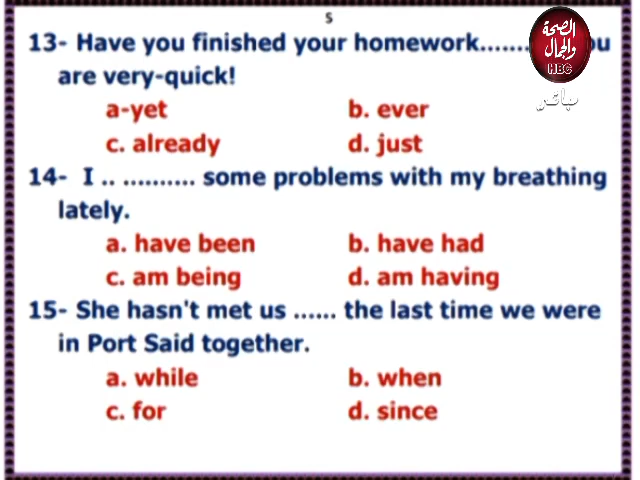 5
13- Have you finished your homework.......
are very-quick!
a-yet b. ever
c. already d. just
14- I .. .......... some problems with my breathing
lately.
a. have been b. have had
c. am being d. am having
15- She hasn't met us ...... the last time we were
in Port Said together.
a. while b. when
c. for d. since
الصحة
والجمال
HBC
مباشر